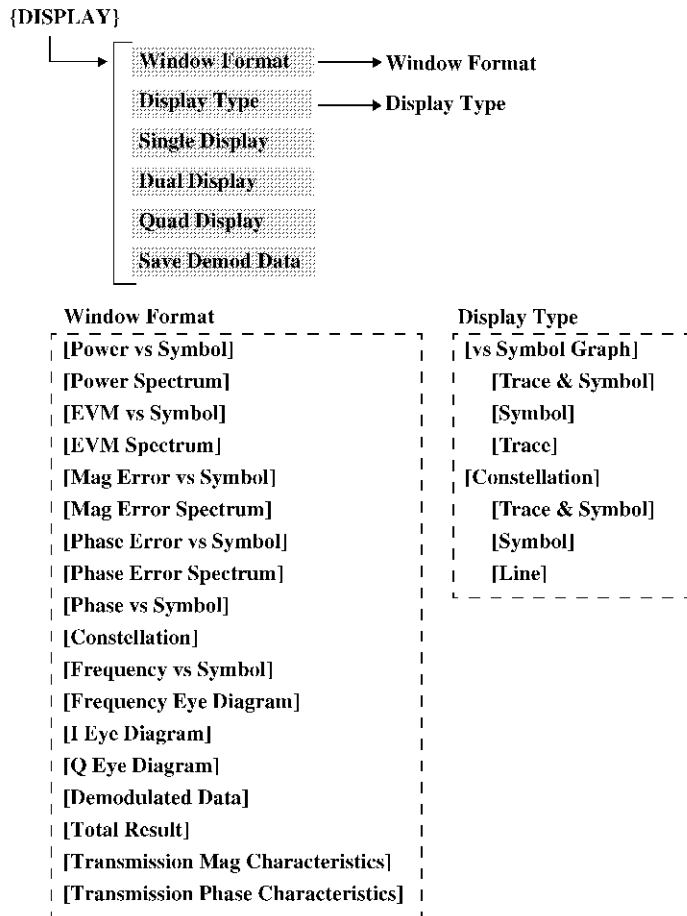 {DISPLAY}
Window Format
Window Format
Display Type
Display Type
Single Display
Dual Display
Quad Display
Save Demod Data
Window Format
[Power vs Symbol]
[Power Spectrum]
[EVM vs Symbol]
[EVM Spectrum]
[Mag Error vs Symbol]
[Mag Error Spectrum]
[Phase Error vs Symbol]
[Phase Error Spectrum]
[Phase vs Symbol]
[Constellation]
[Frequency vs Symbol]
[Frequency Eye Diagram]
[I Eye Diagram]
[Q Eye Diagram]
[Demodulated Data]
[Total Result]
[Transmission Mag Characteristics]
[Transmission Phase Characteristics]
Display Type
[vs Symbol Graph]
[Trace & Symbol]
[Symbol]
[Trace]
[Constellation]
[Trace & Symbol]
[Symbol]
[Line]